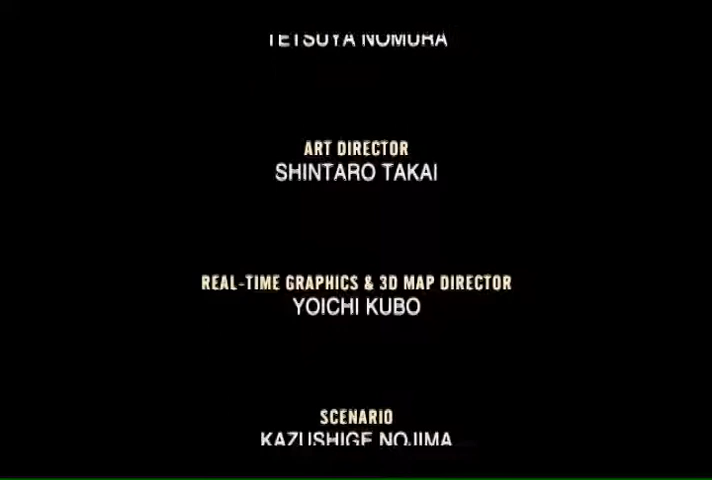 TETSUYA NOMURA
ART DIRECTOR
SHINTARO TAKAI
REAL-TIME GRAPHICS & 3D MAP DIRECTOR
YOICHI KUBO
SCENARIO
KAZUSHIGE NOJIMA